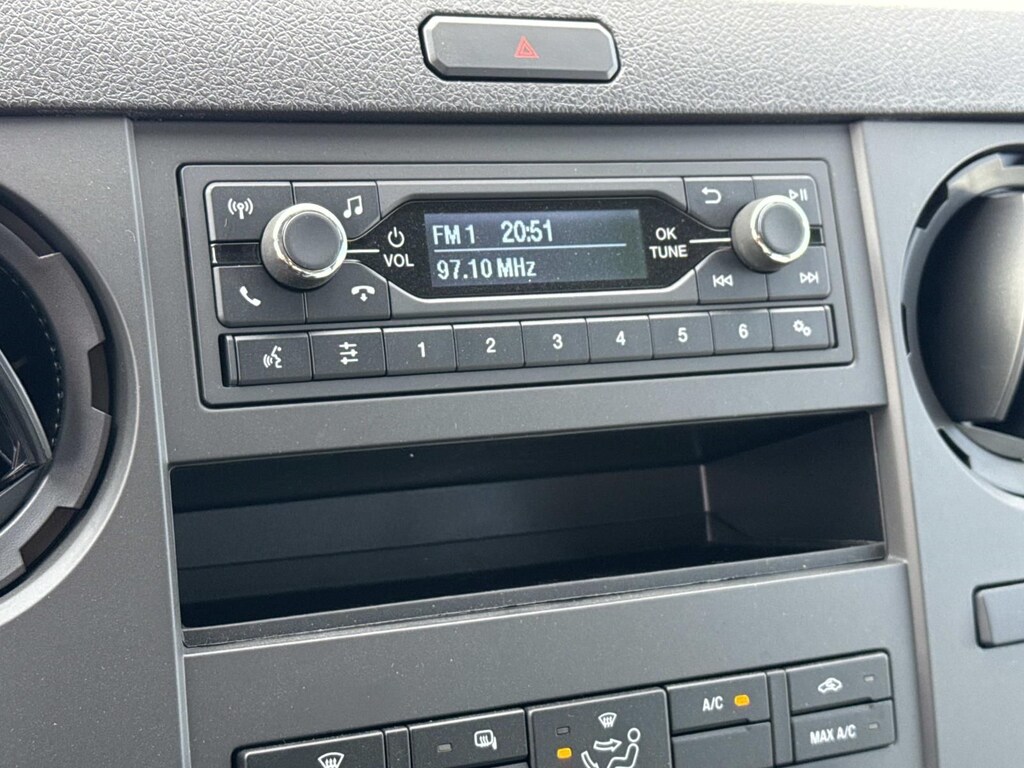 FM 1 20:51
97.10 MHz
VOL
OK
TUNE
1 2 3 4 5 6
A/C
MAX A/C